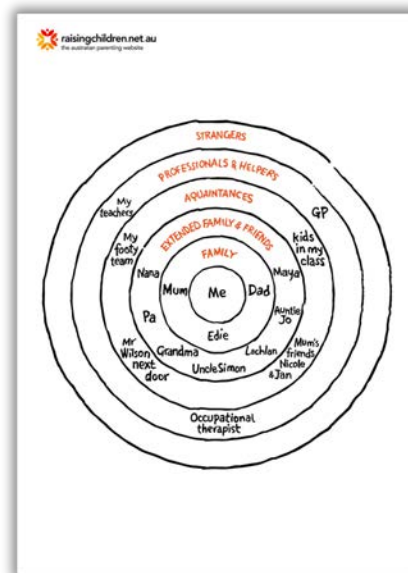 raisingchildren.net.au
the australian parenting website
STRANGERS
PROFESSIONALS & HELPERS
AQUAINTANCES
EXTENDED FAMILY & FRIENDS
FAMILY
My
teachers
GP
My
footy
team
kids
in my
class
Nana
Maya
Mum
Me
Dad
Pa
Auntie
Jo
Edie
Grandma
Lachlan
Uncle Simon
Mr
Wilson
next
door
Mum's
friends
Nicole
& Jan
Occupational
therapist